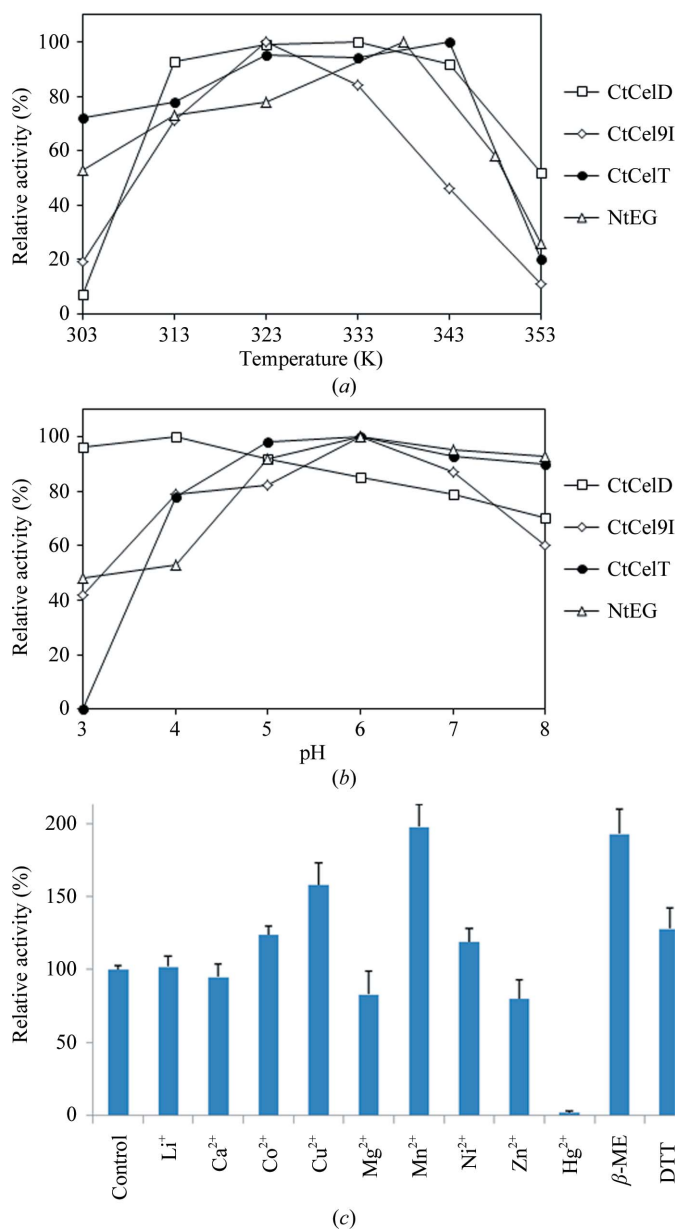 Relative activity (%)
100
80
60
40
20
0
303 313 323 333 343 353
Temperature (K)
(a)
CtCelD
CtCel9I
CtCelT
NtEG
Relative activity (%)
100
80
60
40
20
0
3 4 5 6 7 8
pH
(b)
CtCelD
CtCel9I
CtCelT
NtEG
Relative activity (%)
200
150
100
50
0
Control Li⁺ Ca²⁺ Co²⁺ Cu²⁺ Mg²⁺ Mn²⁺ Ni²⁺ Zn²⁺ Hg²⁺ β-ME DTT
(c)